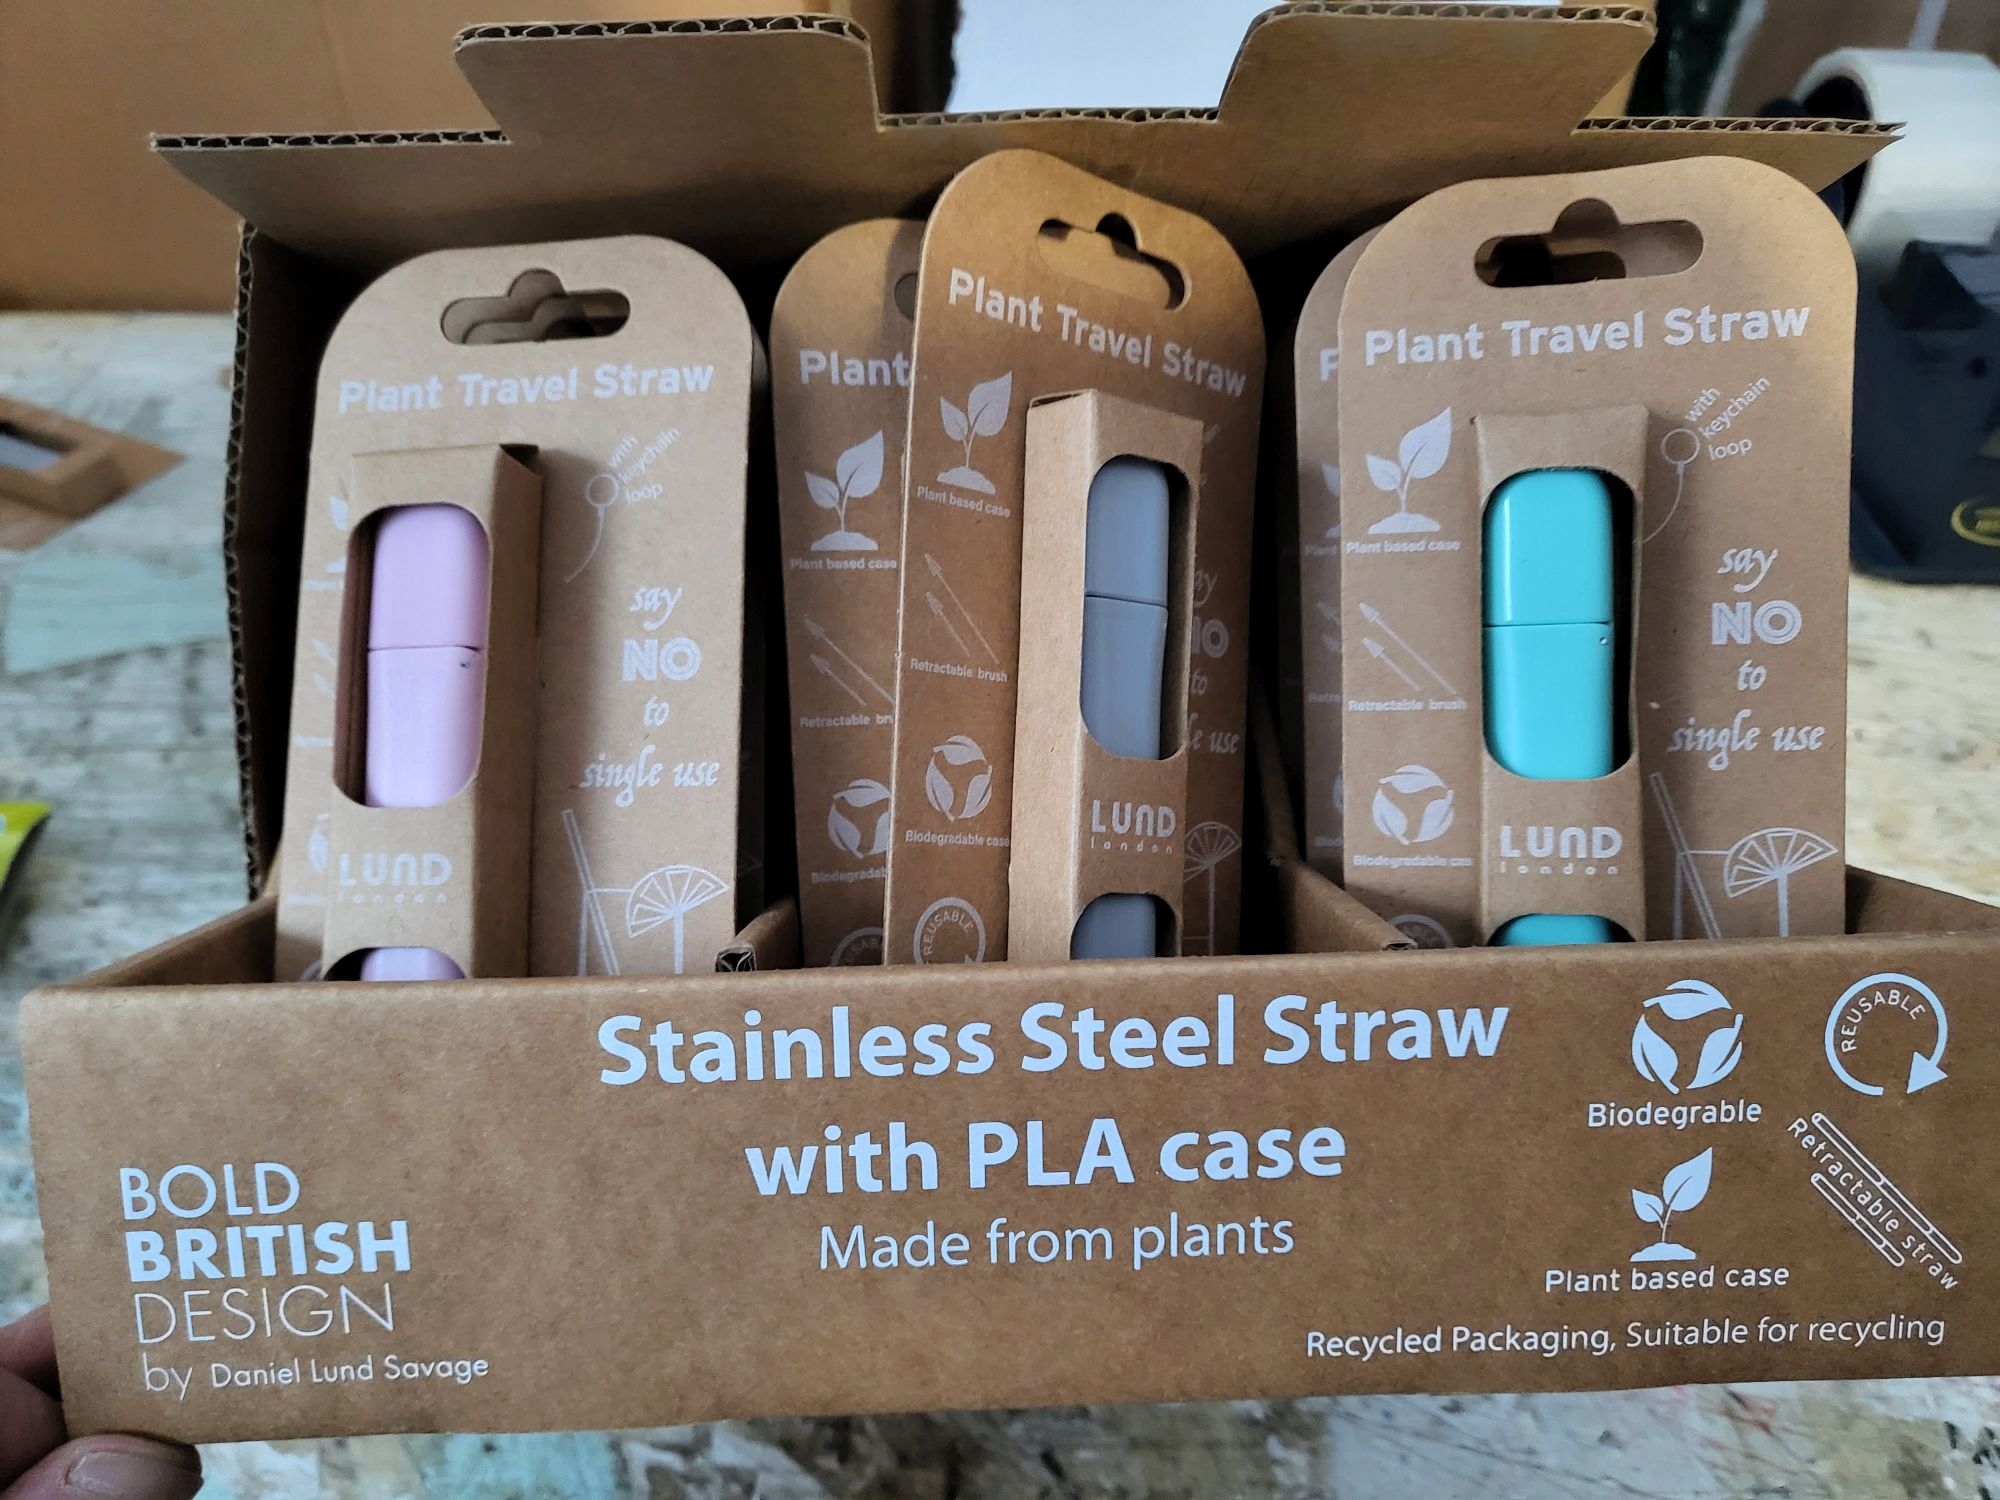 Plant Travel Straw
with
keychain
loop
say
NO
to
single use
LUND
london
Plant
Plant based case
Retractable
Plant Travel Straw
Plant based case
Retractable brush
Biodegradable case
REUSABLE
to
use
LUND
london
Plant Travel Straw
with
keychain
loop
Plant based case
Retractable brush
say
NO
to
single use
LUND
london
Stainless Steel Straw
with PLA case
Made from plants
BOLD
BRITISH
DESIGN
by Daniel Lund Savage
Biodegrable
REUSABLE
Plant based case
Retractable straw
Recycled Packaging, Suitable for recycling